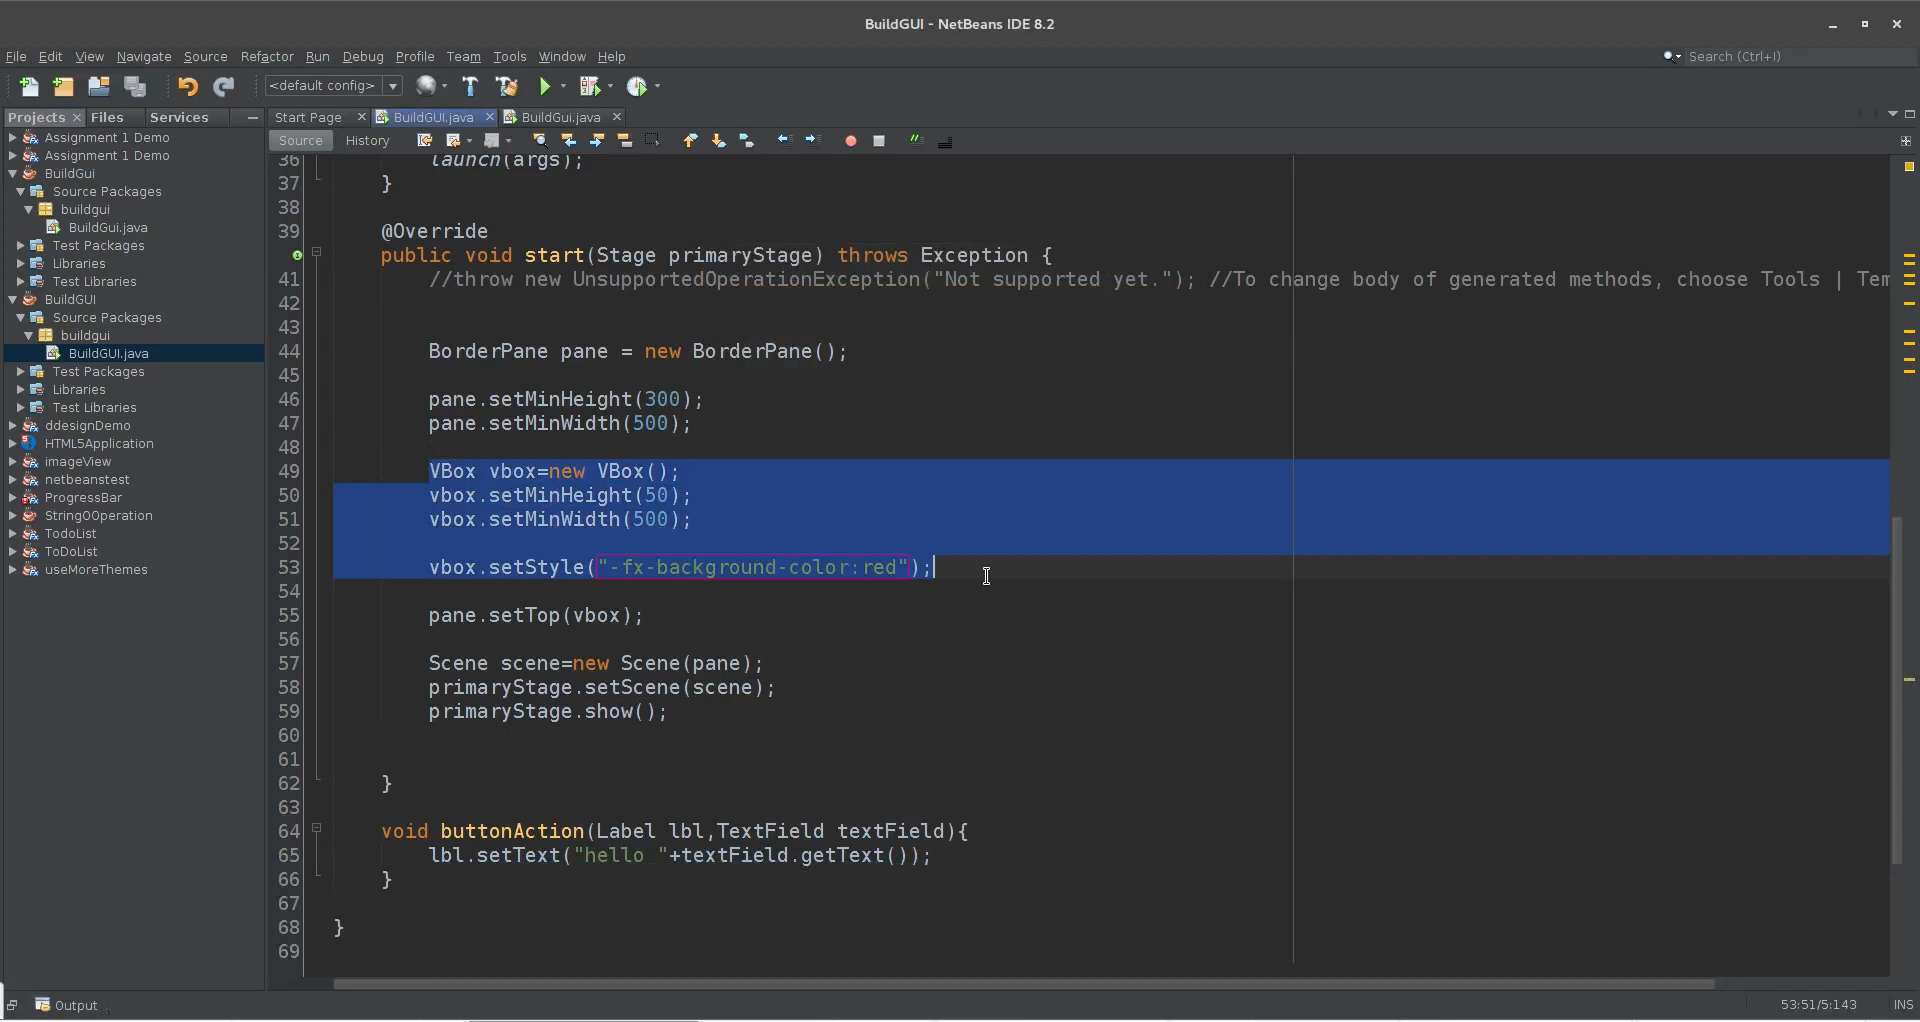 BuildGUI - NetBeans IDE 8.2
File Edit View Navigate Source Refactor Run Debug Profile Team Tools Window Help
Search (Ctrl+I)
<default config>
Projects Files Services
Start Page BuildGUI.java BuildGui.java
Source History
Assignment 1 Demo
Assignment 1 Demo
BuildGui
Source Packages
buildgui
BuildGui.java
Test Packages
Libraries
Test Libraries
BuildGUI
Source Packages
buildgui
BuildGUI.java
Test Packages
Libraries
Test Libraries
ddesignDemo
HTML5Application
imageView
netbeanstest
ProgressBar
StringOOperation
TodoList
ToDoList
useMoreThemes
36 launch(args);
37 }
38
39 @Override
public void start(Stage primaryStage) throws Exception {
41 //throw new UnsupportedOperationException("Not supported yet."); //To change body of generated methods, choose Tools | Tem
42
43
44 BorderPane pane = new BorderPane();
45
46 pane.setMinHeight(300);
47 pane.setMinWidth(500);
48
49 VBox vbox=new VBox();
50 vbox.setMinHeight(50);
51 vbox.setMinWidth(500);
52
53 vbox.setStyle("-fx-background-color:red");
54
55 pane.setTop(vbox);
56
57 Scene scene=new Scene(pane);
58 primaryStage.setScene(scene);
59 primaryStage.show();
60
61
62 }
63
64 void buttonAction(Label lbl,TextField textField){
65 lbl.setText("hello "+textField.getText());
66 }
67
68 }
69
Output
53:51/5:143 INS